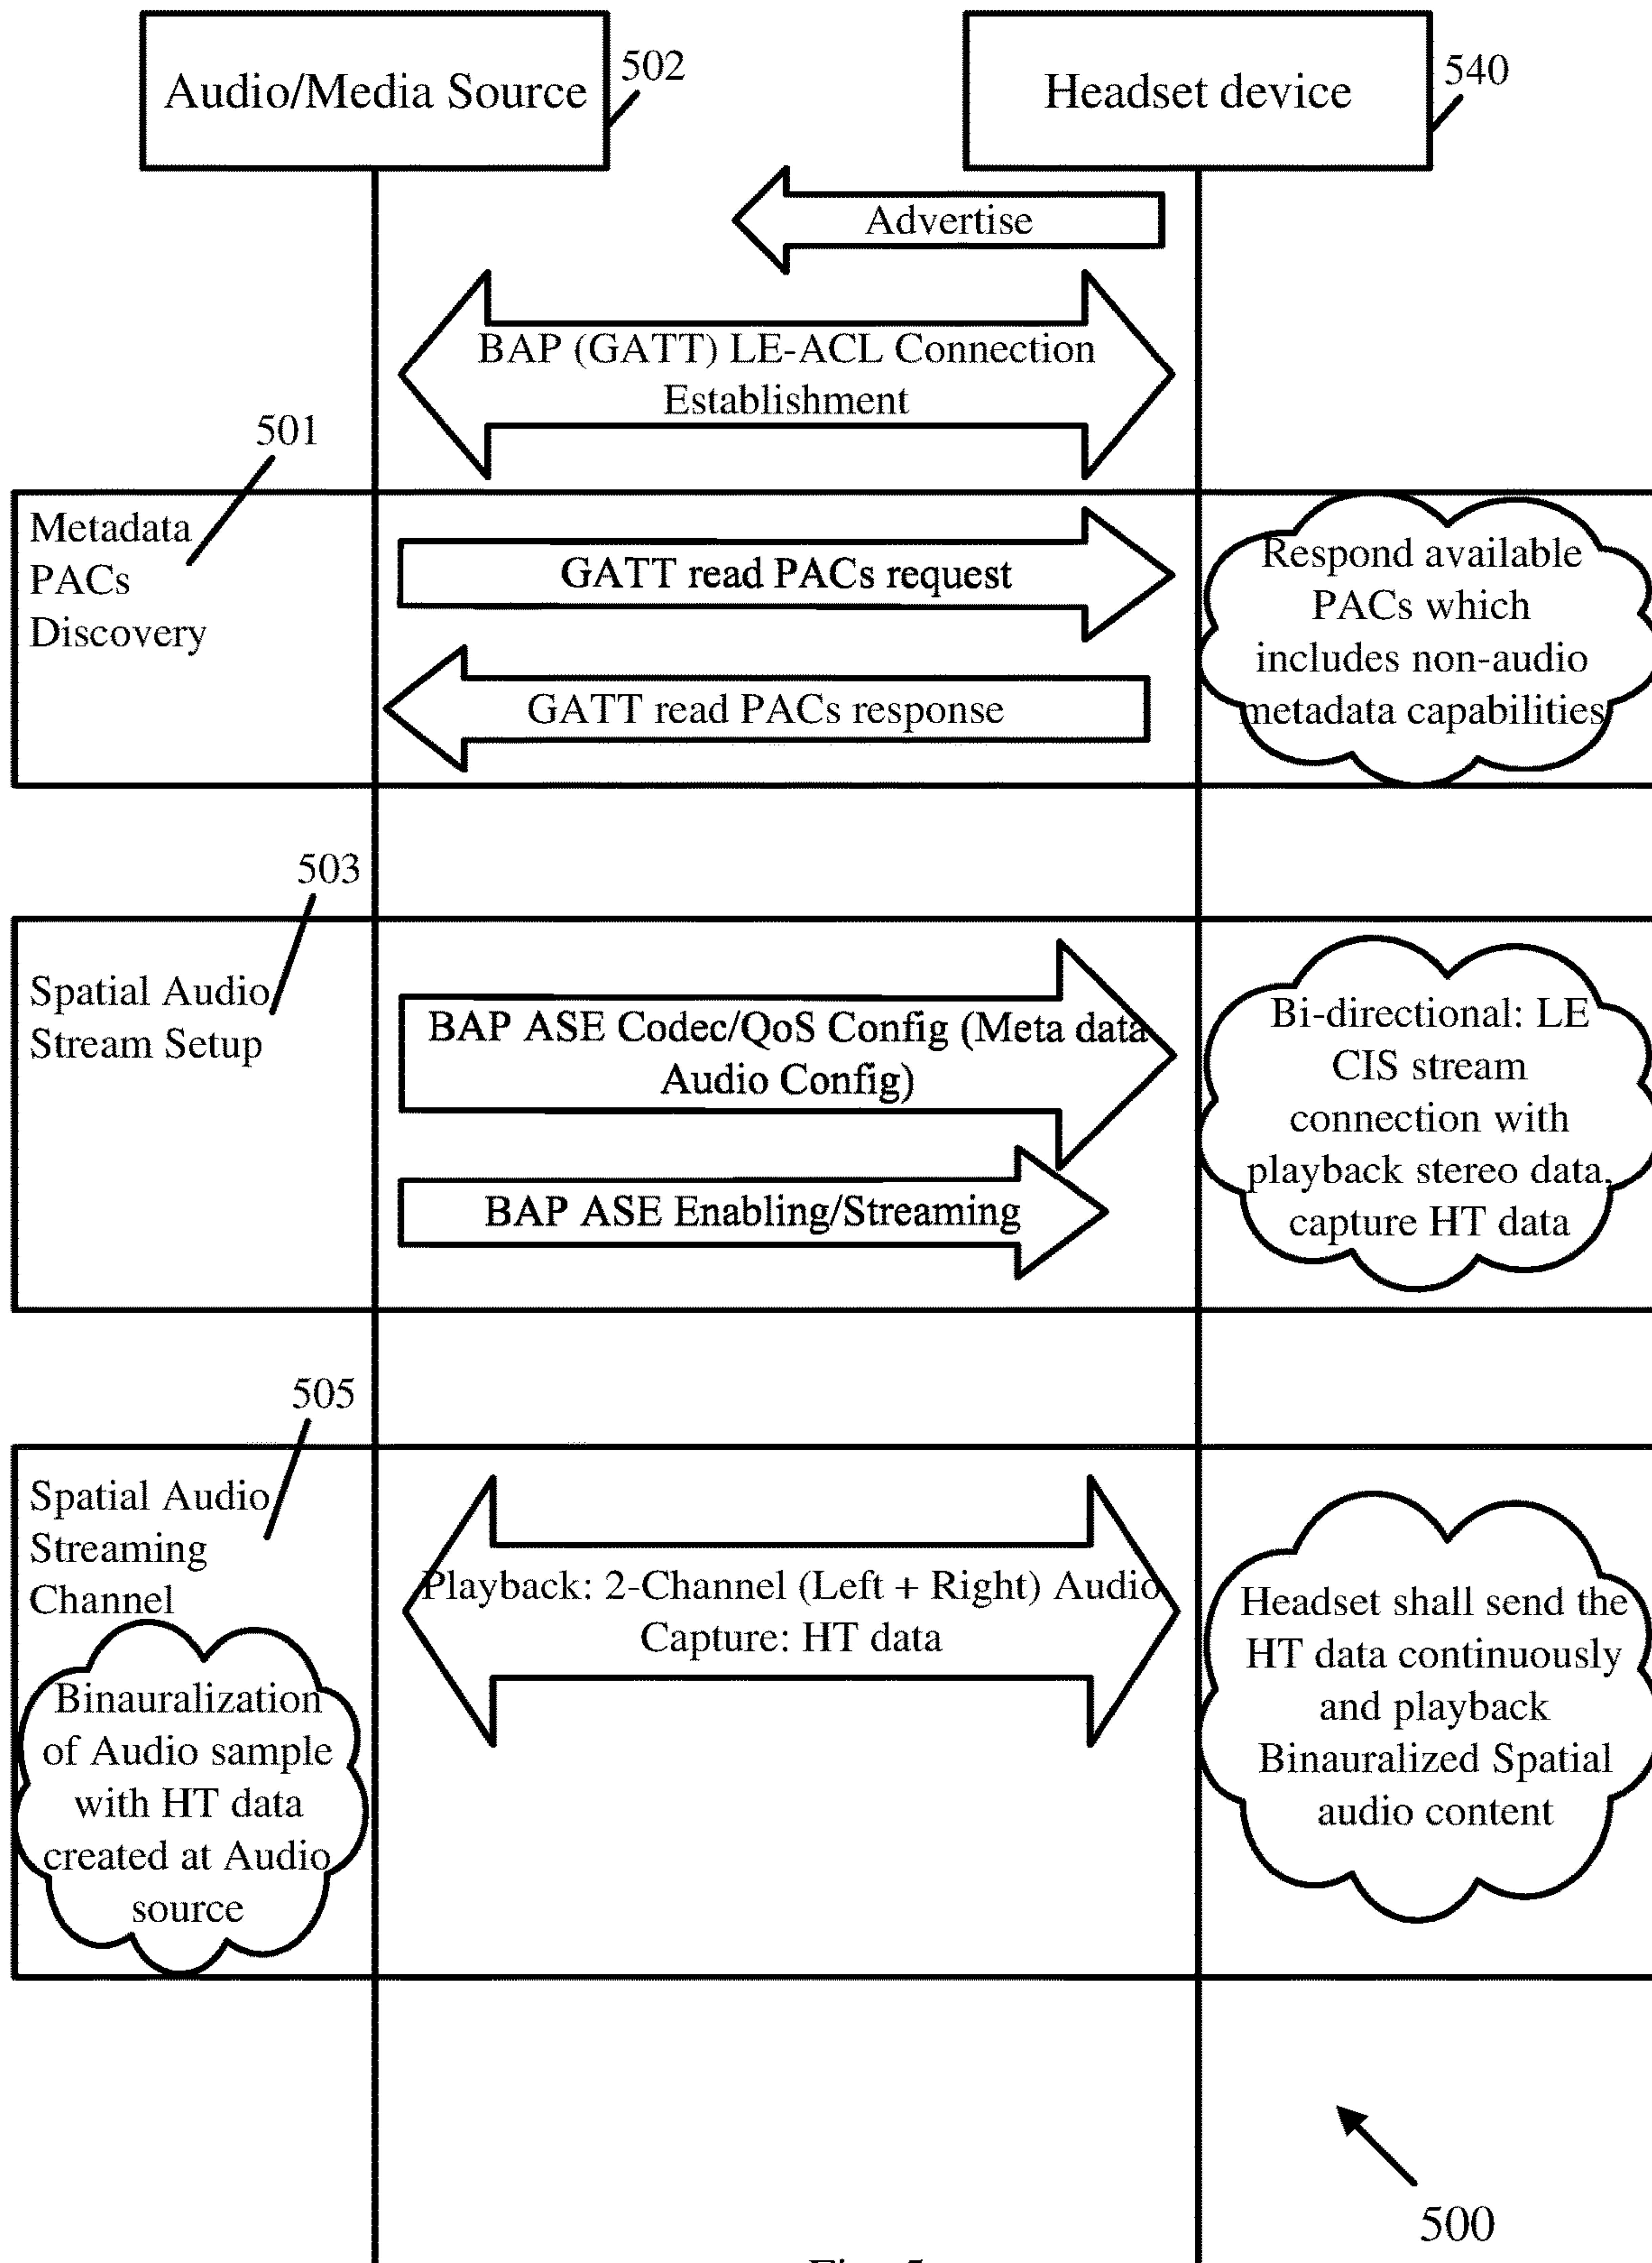 Audio/Media Source
502
Headset device
540
Advertise
BAP (GATT) LE-ACL Connection
Establishment
501
Metadata
PACs
Discovery
GATT read PACs request
GATT read PACs response
Respond available
PACs which
includes non-audio
metadata capabilities
503
Spatial Audio
Stream Setup
BAP ASE Codec/QoS Config (Meta data
Audio Config)
BAP ASE Enabling/Streaming
Bi-directional: LE
CIS stream
connection with
playback stereo data,
capture HT data
505
Spatial Audio
Streaming
Channel
Binauralization
of Audio sample
with HT data
created at Audio
source
Playback: 2-Channel (Left + Right) Audio
Capture: HT data
Headset shall send the
HT data continuously
and playback
Binauralized Spatial
audio content
500